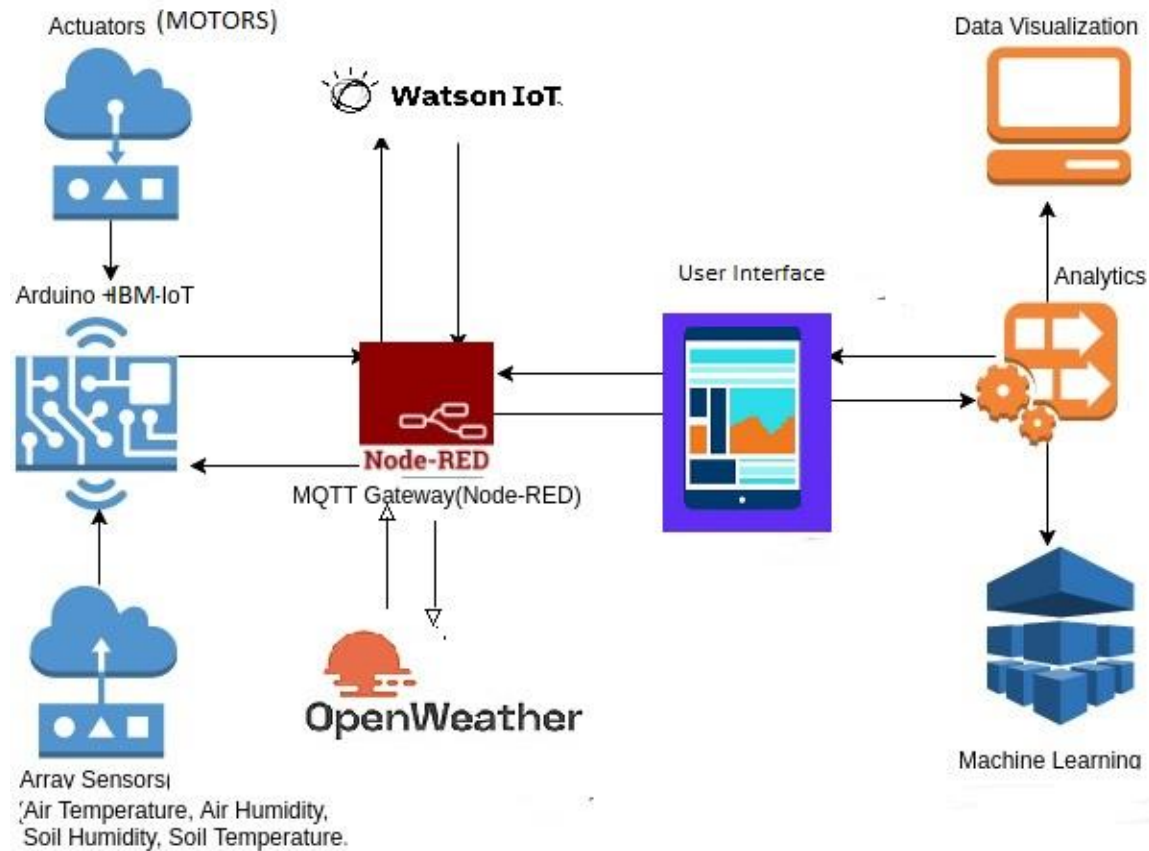 Actuators (MOTORS)
Data Visualization
Watson IoT
User Interface
Analytics
Arduino +IBM-IoT
Node-RED
MQTT Gateway(Node-RED)
OpenWeather
Machine Learning
Array Sensors(
(Air Temperature, Air Humidity,
Soil Humidity, Soil Temperature.